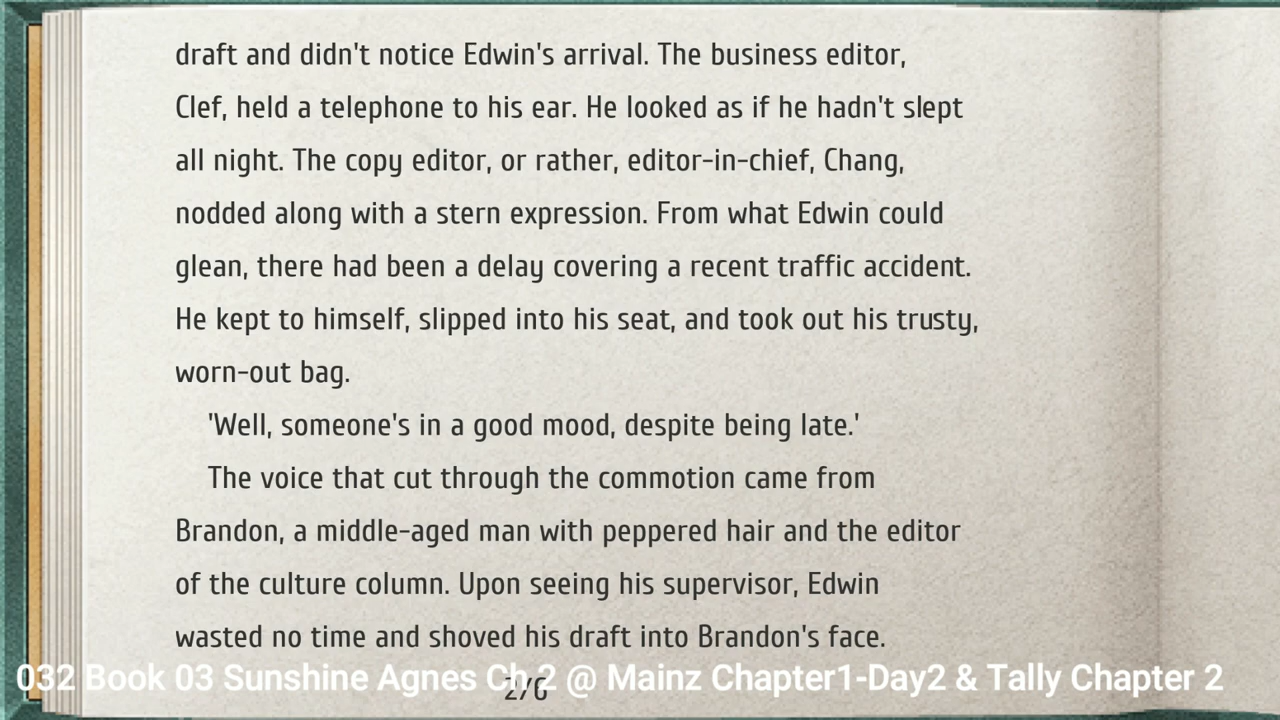 draft and didn't notice Edwin's arrival. The business editor,
Clef, held a telephone to his ear. He looked as if he hadn't slept
all night. The copy editor, or rather, editor-in-chief, Chang,
nodded along with a stern expression. From what Edwin could
glean, there had been a delay covering a recent traffic accident.
He kept to himself, slipped into his seat, and took out his trusty,
worn-out bag.
'Well, someone's in a good mood, despite being late.'
The voice that cut through the commotion came from
Brandon, a middle-aged man with peppered hair and the editor
of the culture column. Upon seeing his supervisor, Edwin
wasted no time and shoved his draft into Brandon's face.
032 Book 03 Sunshine Agnes Ch 2 @ Mainz Chapter1-Day2 & Tally Chapter 2
2/6